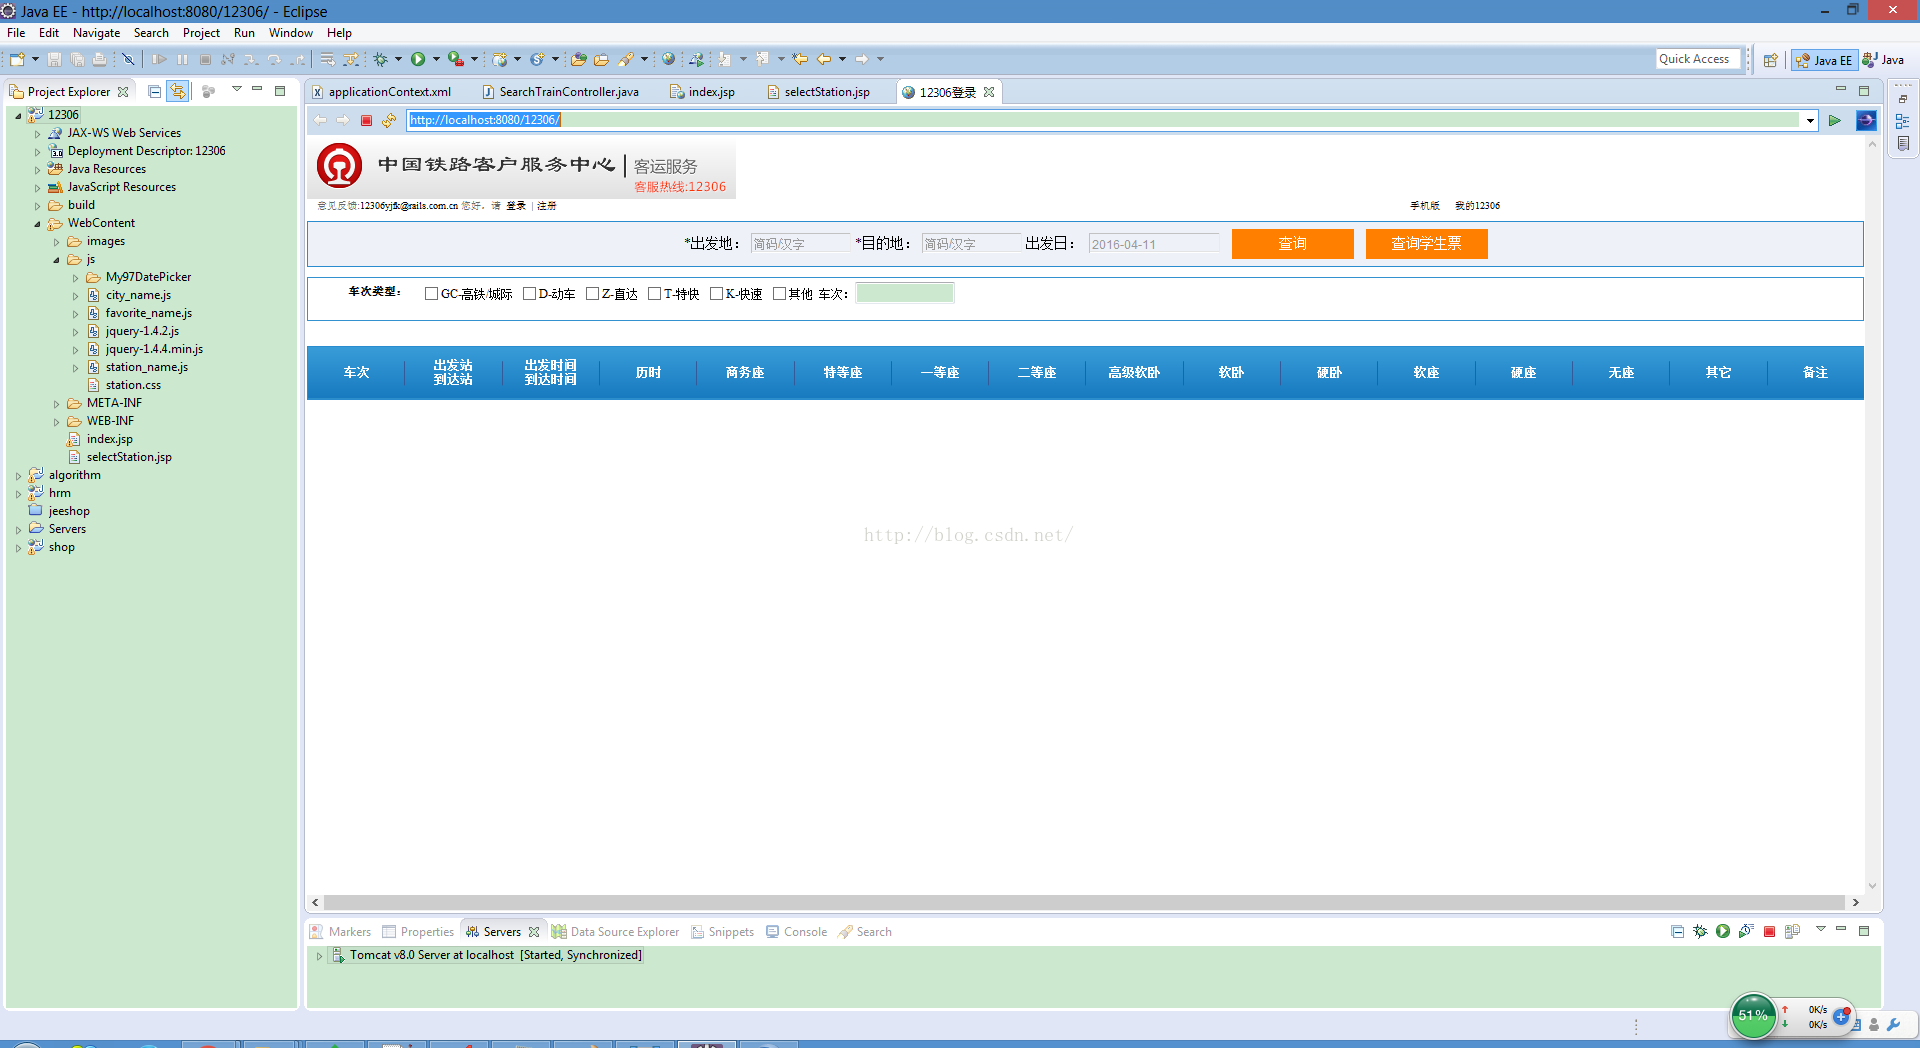 Java EE - http://localhost:8080/12306/ - Eclipse
File Edit Navigate Search Project Run Window Help
Quick Access
Java EE
Java
Project Explorer
12306
JAX-WS Web Services
Deployment Descriptor: 12306
Java Resources
JavaScript Resources
build
WebContent
images
js
My97DatePicker
city_name.js
favorite_name.js
jquery-1.4.2.js
jquery-1.4.4.min.js
station_name.js
station.css
META-INF
WEB-INF
index.jsp
selectStation.jsp
algorithm
hrm
jeeshop
Servers
shop
applicationContext.xml SearchTrainController.java index.jsp selectStation.jsp 12306登录
http://localhost:8080/12306/
中国铁路客户服务中心 | 客运服务
客服热线:12306
意见反馈:12306yjfk@rails.com.cn 您好，请 登录 | 注册
手机版 我的12306
*出发地： 简码/汉字 *目的地： 简码/汉字 出发日： 2016-04-11 查询 查询学生票
车次类型： GC-高铁/城际 D-动车 Z-直达 T-特快 K-快速 其他 车次：
车次
出发站
到达站
出发时间
到达时间
历时
商务座
特等座
一等座
二等座
高级软卧
软卧
硬卧
软座
硬座
无座
其它
备注
http://blog.csdn.net/
Markers Properties Servers Data Source Explorer Snippets Console Search
Tomcat v8.0 Server at localhost [Started, Synchronized]
51%
0K/s
0K/s